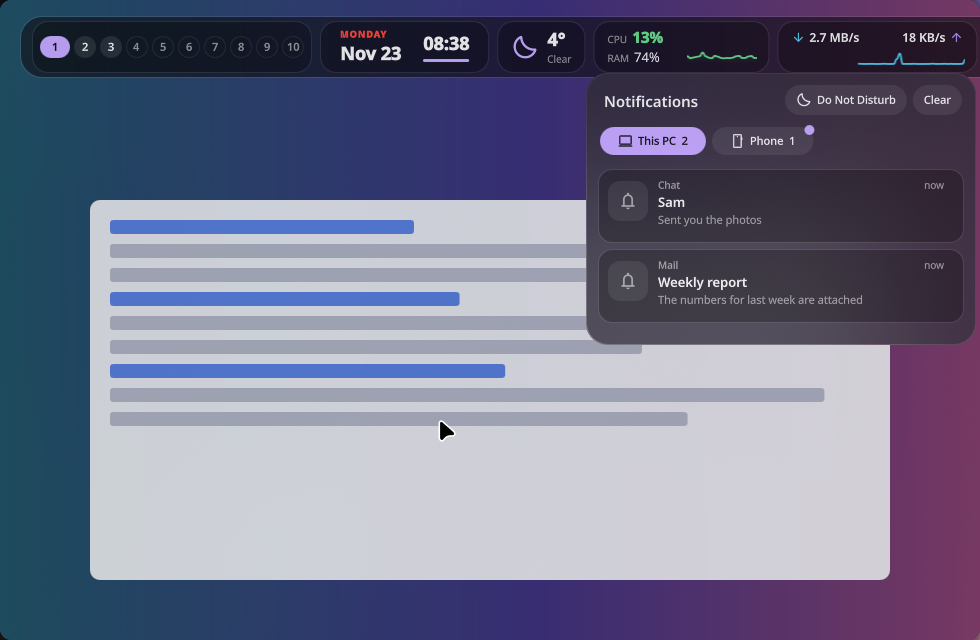 1 2 3 4 5 6 7 8 9 10
MONDAY
Nov 23
08:38
4°
Clear
CPU 13%
RAM 74%
2.7 MB/s
18 KB/s
Notifications
Do Not Disturb
Clear
This PC 2
Phone 1
Chat
now
Sam
Sent you the photos
Mail
now
Weekly report
The numbers for last week are attached